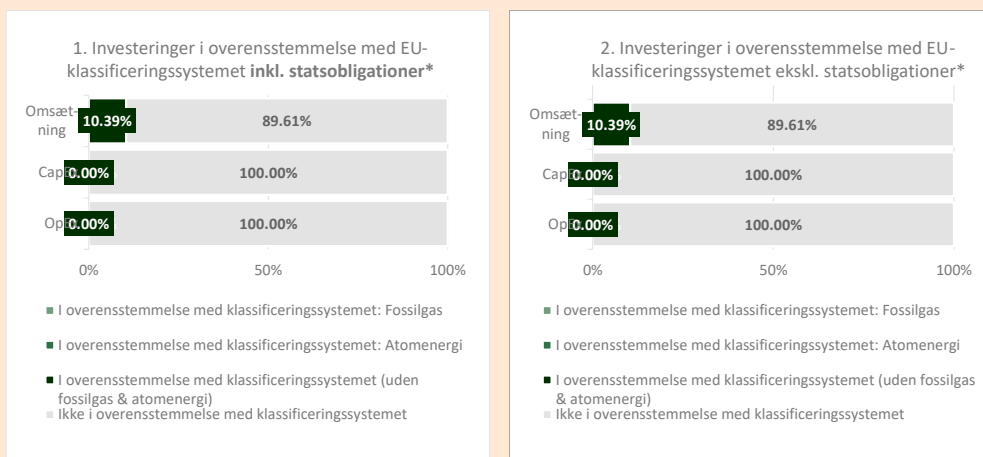 1. Investeringer i overensstemmelse med EU-
klassificeringssystemet inkl. statsobligationer*
Omsæt-
ning
10.39%
89.61%
0.00%
100.00%
0.00%
100.00%
0%
50%
100%
I overensstemmelse med klassificeringssystemet: Fossilgas
I overensstemmelse med klassificeringssystemet: Atomenergi
I overensstemmelse med klassificeringssystemet (uden
fossilgas & atomenergi)
Ikke i overensstemmelse med klassificeringssystemet
2. Investeringer i overensstemmelse med EU-
klassificeringssystemet ekskl. statsobligationer*
Omsæt-
ning
10.39%
89.61%
0.00%
100.00%
0.00%
100.00%
0%
50%
100%
I overensstemmelse med klassificeringssystemet: Fossilgas
I overensstemmelse med klassificeringssystemet: Atomenergi
I overensstemmelse med klassificeringssystemet (uden fossilgas
& atomenergi)
Ikke i overensstemmelse med klassificeringssystemet